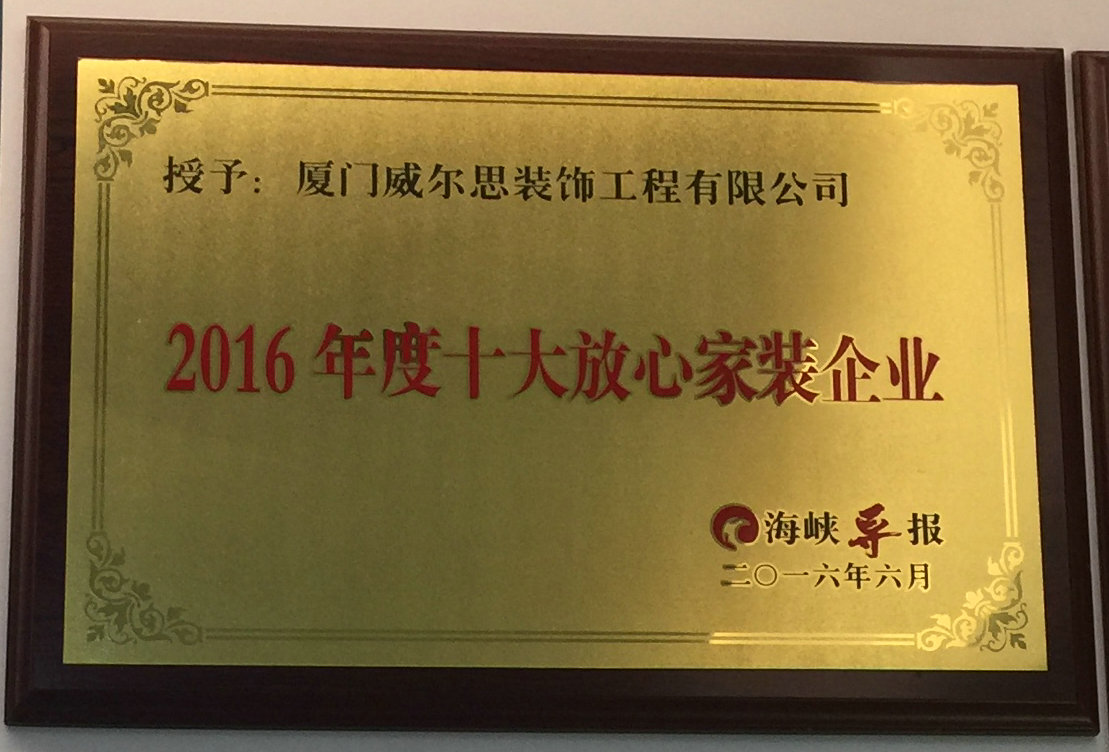 授予：厦门威尔思装饰工程有限公司
2016年度十大放心家装企业
海峡导报
二〇一六年六月